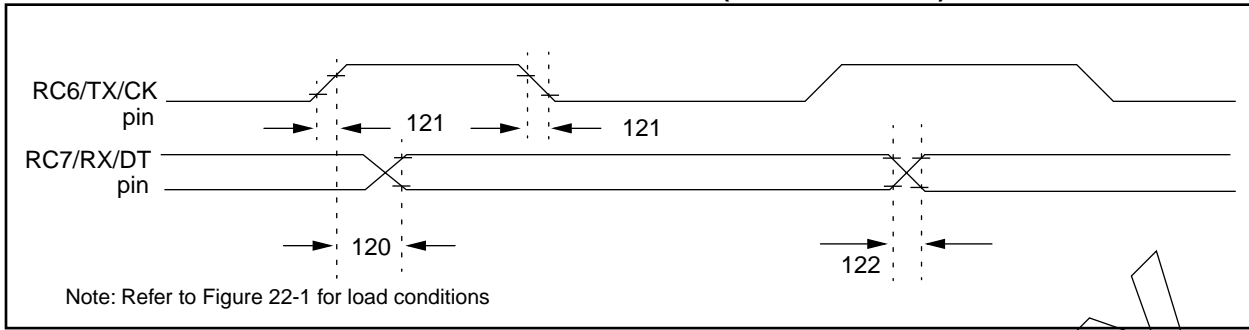 RC6/TX/CK
pin
121
121
RC7/RX/DT
pin
120
122
Note: Refer to Figure 22-1 for load conditions